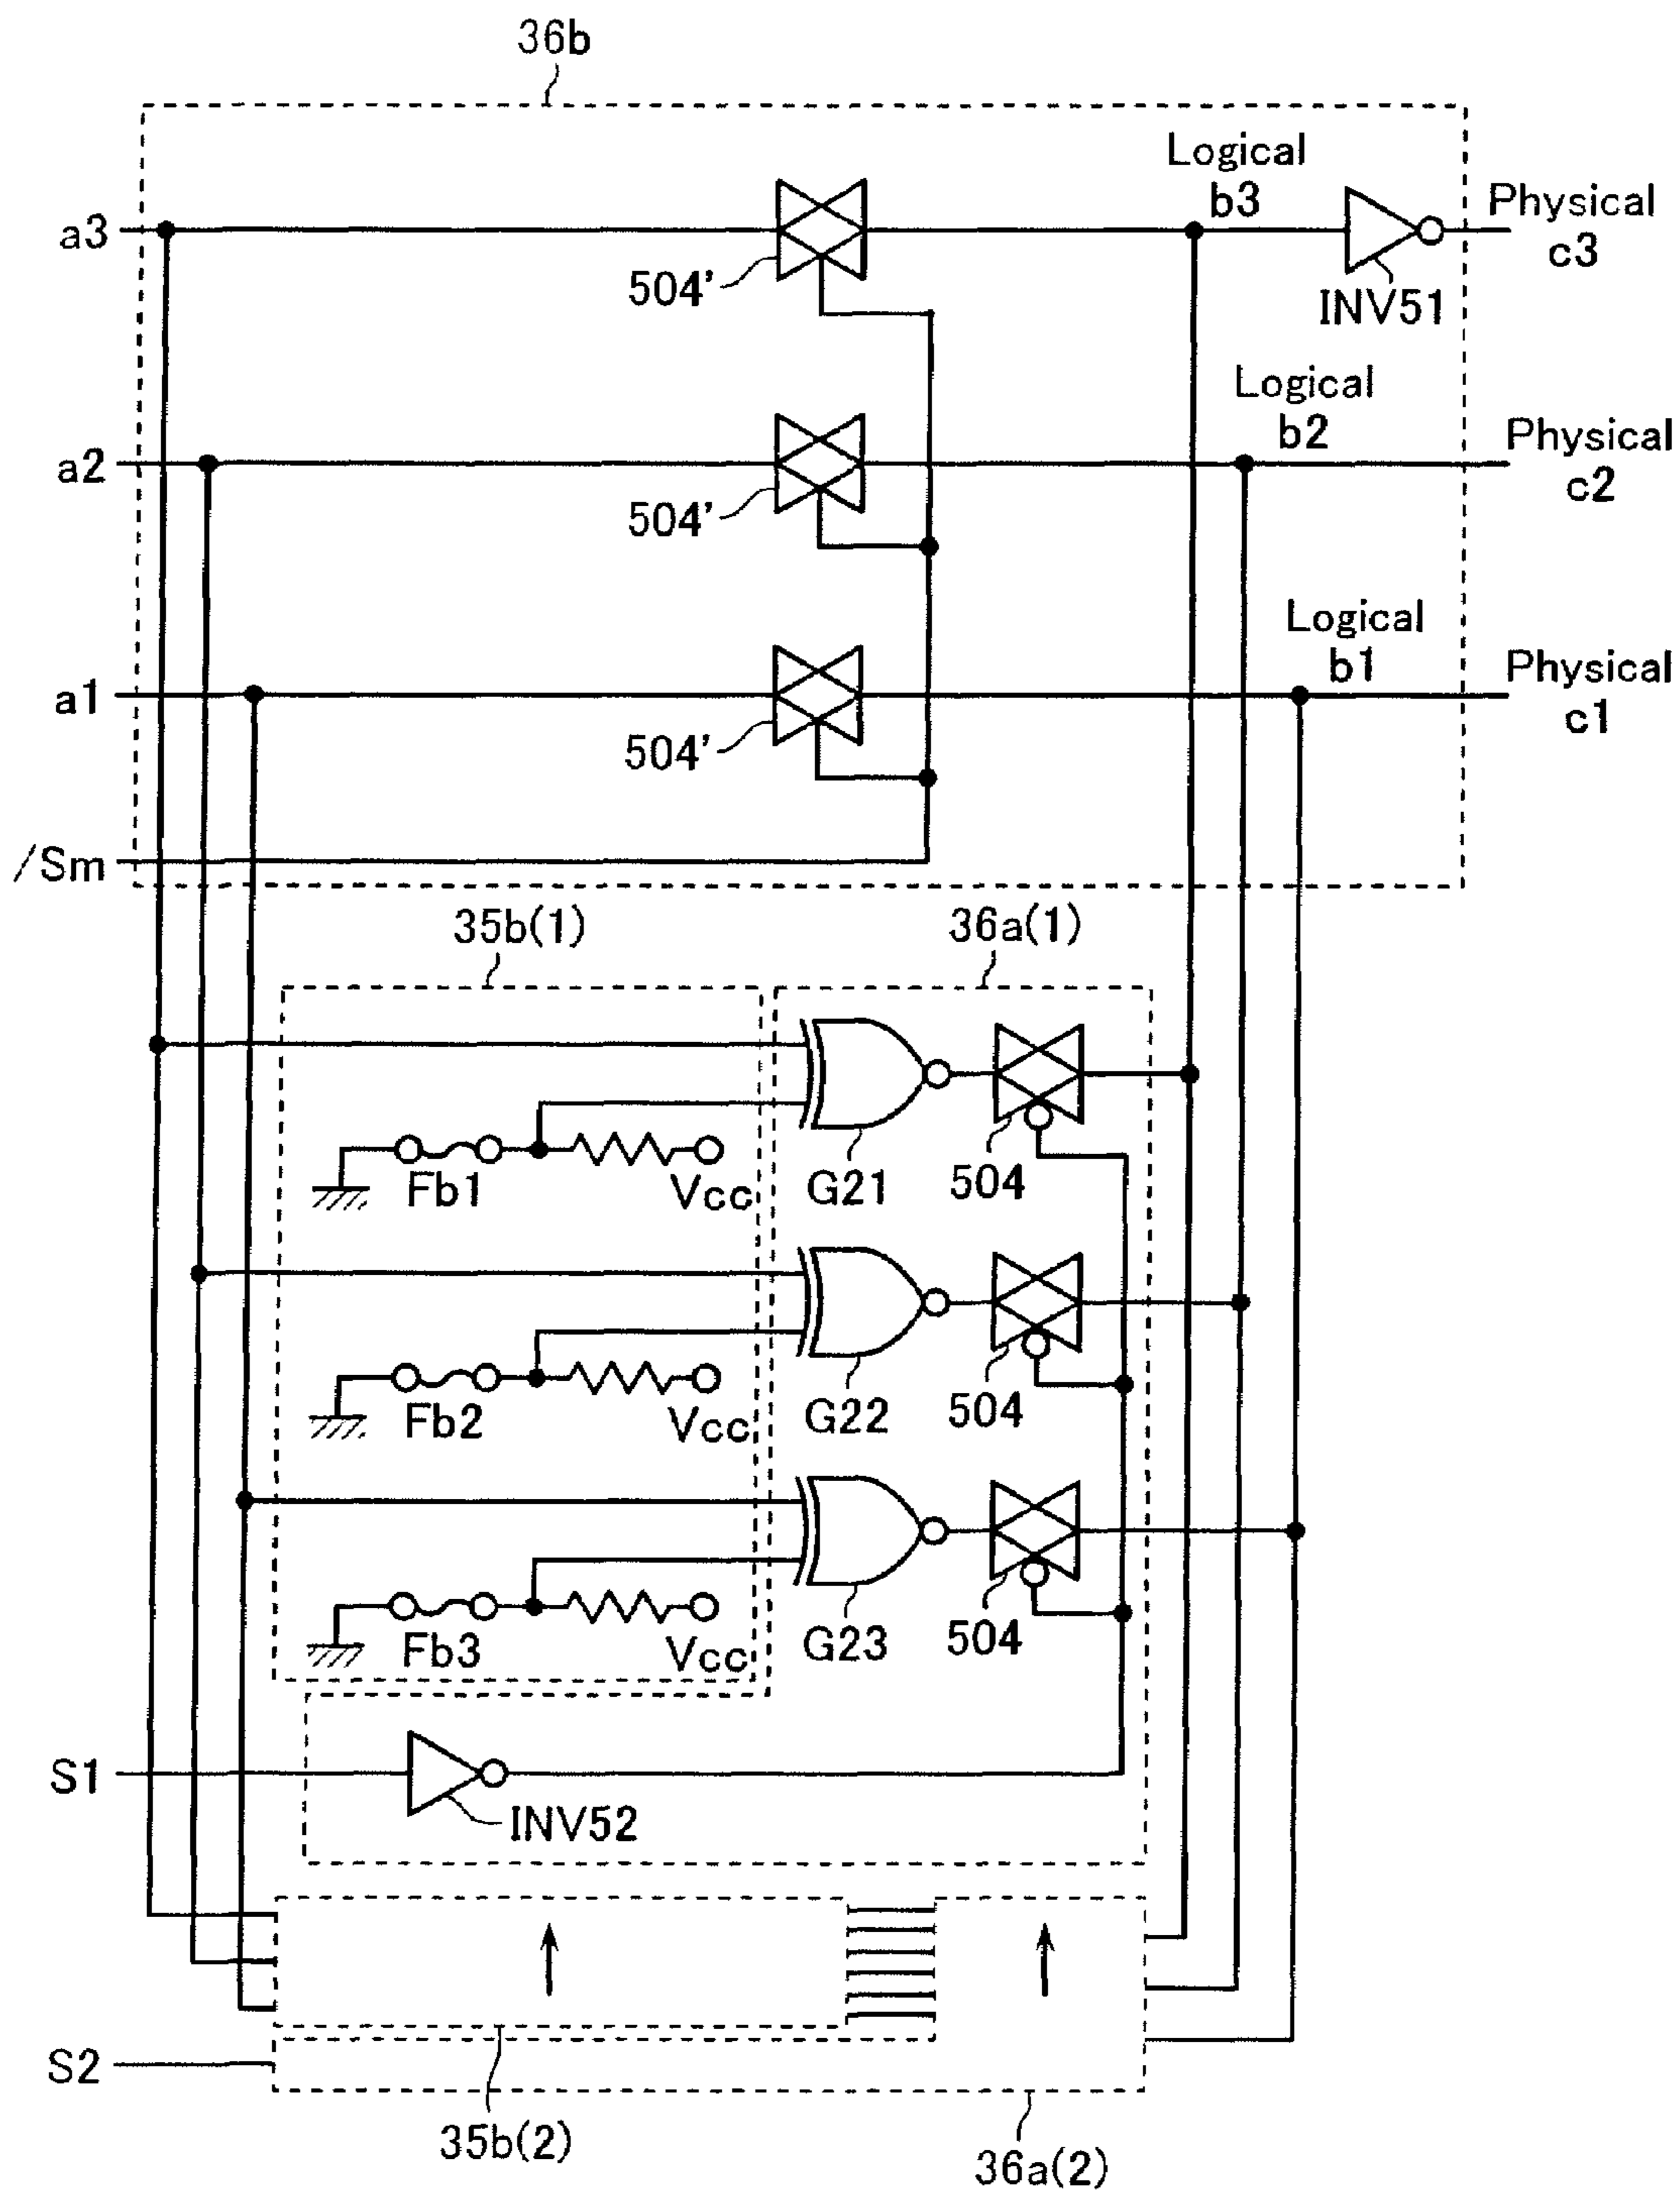 36b
Logical
b3
Physical
c3
a3
504'
INV51
Logical
b2
Physical
c2
a2
504'
Logical
b1
Physical
c1
a1
504'
/Sm
35b(1)
36a(1)
Fb1
Vcc
G21
504
Fb2
Vcc
G22
504
Fb3
Vcc
G23
504
S1
INV52
S2
35b(2)
36a(2)